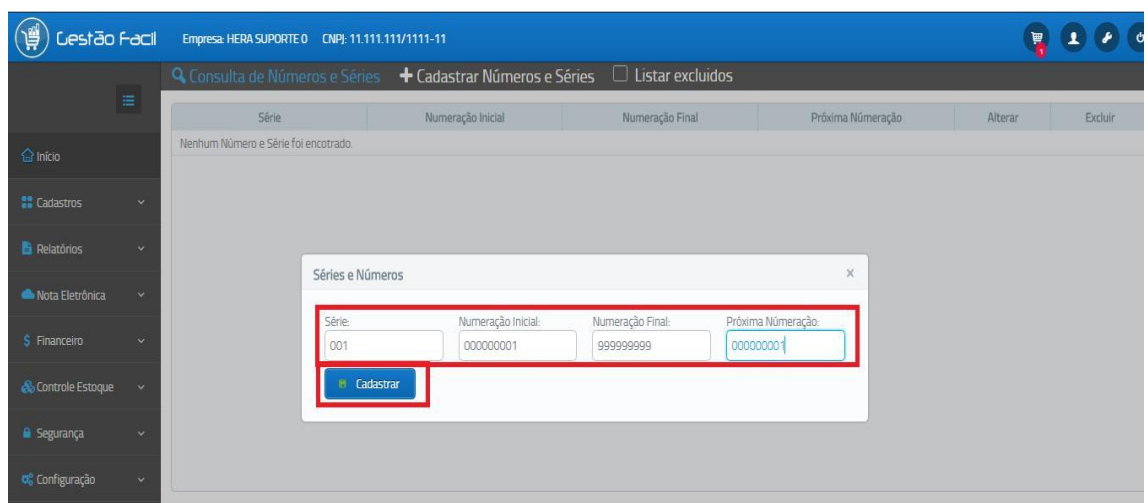 Gestão Facil Empresa: HERA SUPORTE 0 CNPJ: 11.111.111/1111-11
1
Consulta de Números e Séries Cadastrar Números e Séries Listar excluidos
Série Numeração Inicial Numeração Final Próxima Númeração Alterar Excluir
Nenhum Número e Série foi encotrado.
Início
Cadastros
Relatórios
Nota Eletrônica
Financeiro
Controle Estoque
Segurança
Configuração
Séries e Números ×
Série: Numeração Inicial: Numeração Final: Próxima Númeração:
001 000000001 999999999 000000001
Cadastrar